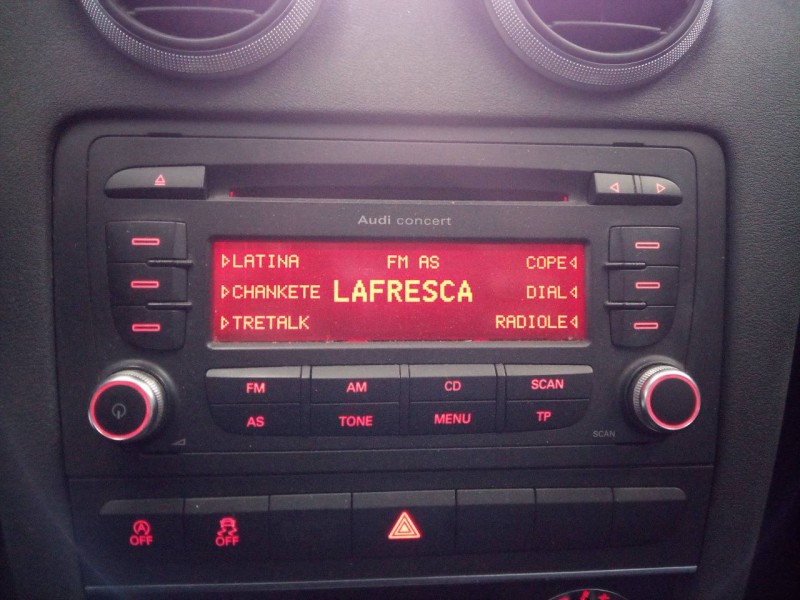 Audi concert
LATINA FM AS COPE
CHANKETE LAFRESCA DIAL
TRETALK RADIOLE
FM AM CD SCAN
AS TONE MENU TP
SCAN
A OFF OFF